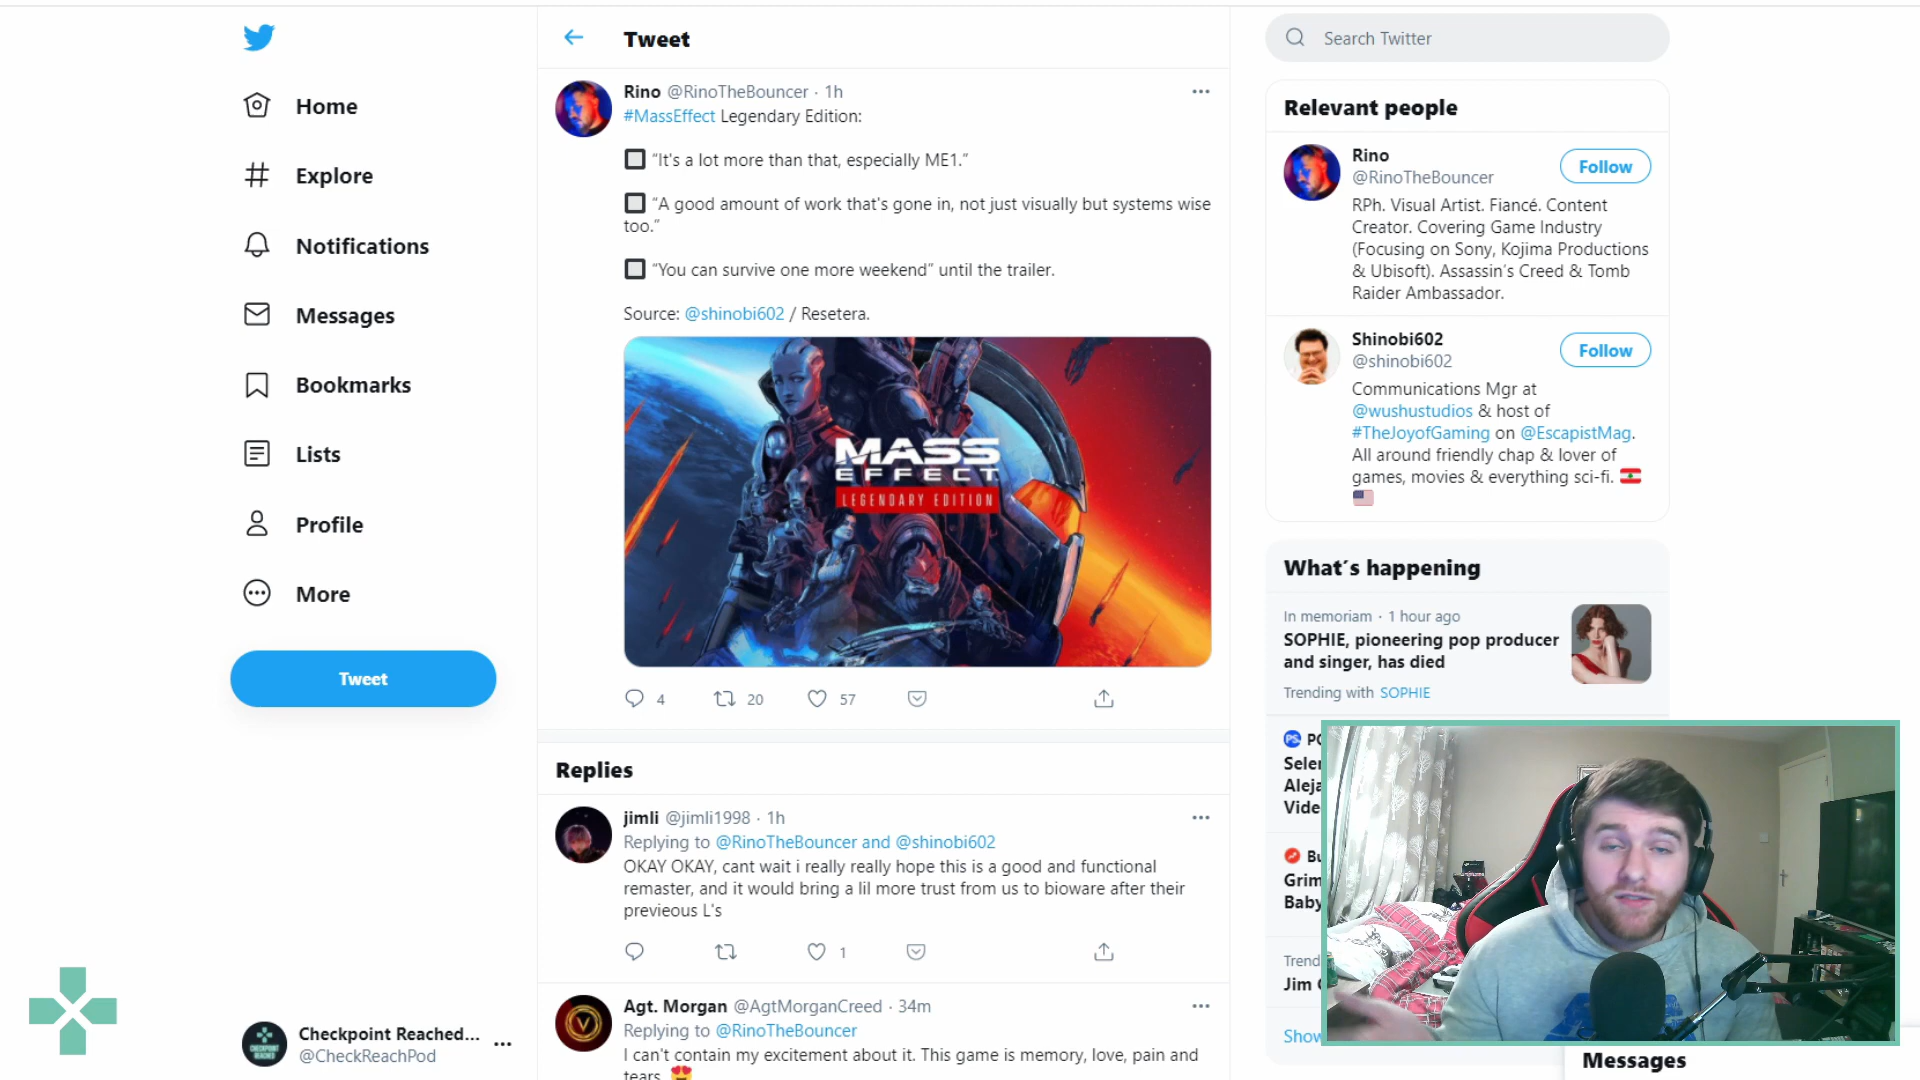 Home
Explore
Notifications
Messages
Bookmarks
Lists
Profile
More
Tweet
Checkpoint Reached...
@CheckReachPod
Tweet
Rino @RinoTheBouncer · 1h
#MassEffect Legendary Edition:
"It's a lot more than that, especially ME1."
"A good amount of work that's gone in, not just visually but systems wise
too."
"You can survive one more weekend" until the trailer.
Source: @shinobi602 / Resetera.
MASS
EFFECT
LEGENDARY EDITION
4 20 57
Replies
jimli @jimli1998 · 1h
Replying to @RinoTheBouncer and @shinobi602
OKAY OKAY, cant wait i really really hope this is a good and functional
remaster, and it would bring a lil more trust from us to bioware after their
previeous L's
1
Agt. Morgan @AgtMorganCreed · 34m
Replying to @RinoTheBouncer
I can't contain my excitement about it. This game is memory, love, pain and
tears
Search Twitter
Relevant people
Rino
@RinoTheBouncer
Follow
RPh. Visual Artist. Fiancé. Content
Creator. Covering Game Industry
(Focusing on Sony, Kojima Productions
& Ubisoft). Assassin's Creed & Tomb
Raider Ambassador.
Shinobi602
@shinobi602
Follow
Communications Mgr at
@wushustudios & host of
#TheJoyofGaming on @EscapistMag.
All around friendly chap & lover of
games, movies & everything sci-fi.
What's happening
In memoriam · 1 hour ago
SOPHIE, pioneering pop producer
and singer, has died
Trending with SOPHIE
Selen
Aleja
Vide
Grim
Baby
Trend
Jim
Show
Messages